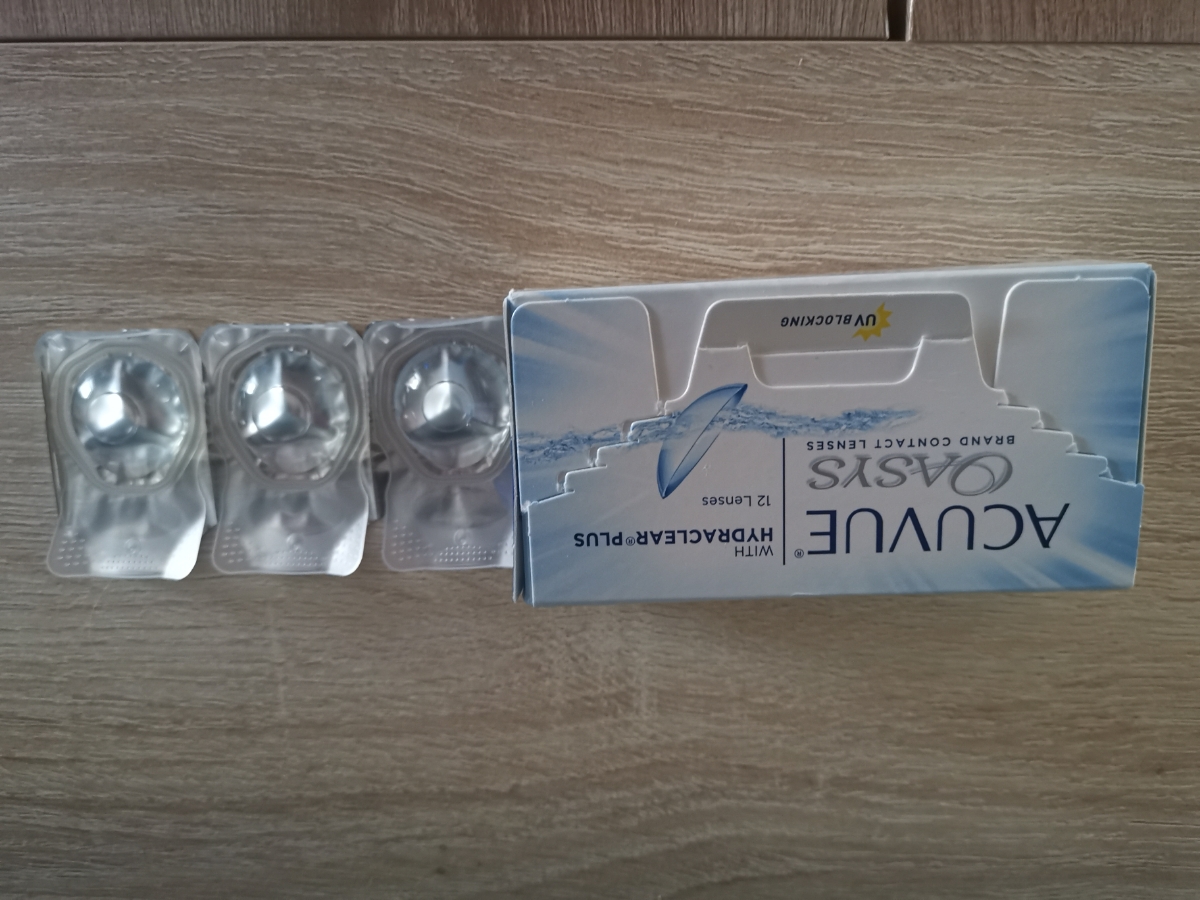 ACUVUE®
OASYS
BRAND CONTACT LENSES
WITH
HYDRACLEAR® PLUS
12 Lenses
UV BLOCKING